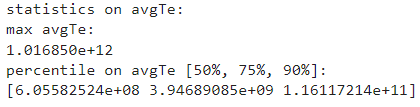 statistics on avgTe:
max avgTe:
1.016850e+12
percentile on avgTe [50%, 75%, 90%]:
[6.05582524e+08 3.94689085e+09 1.16117214e+11]